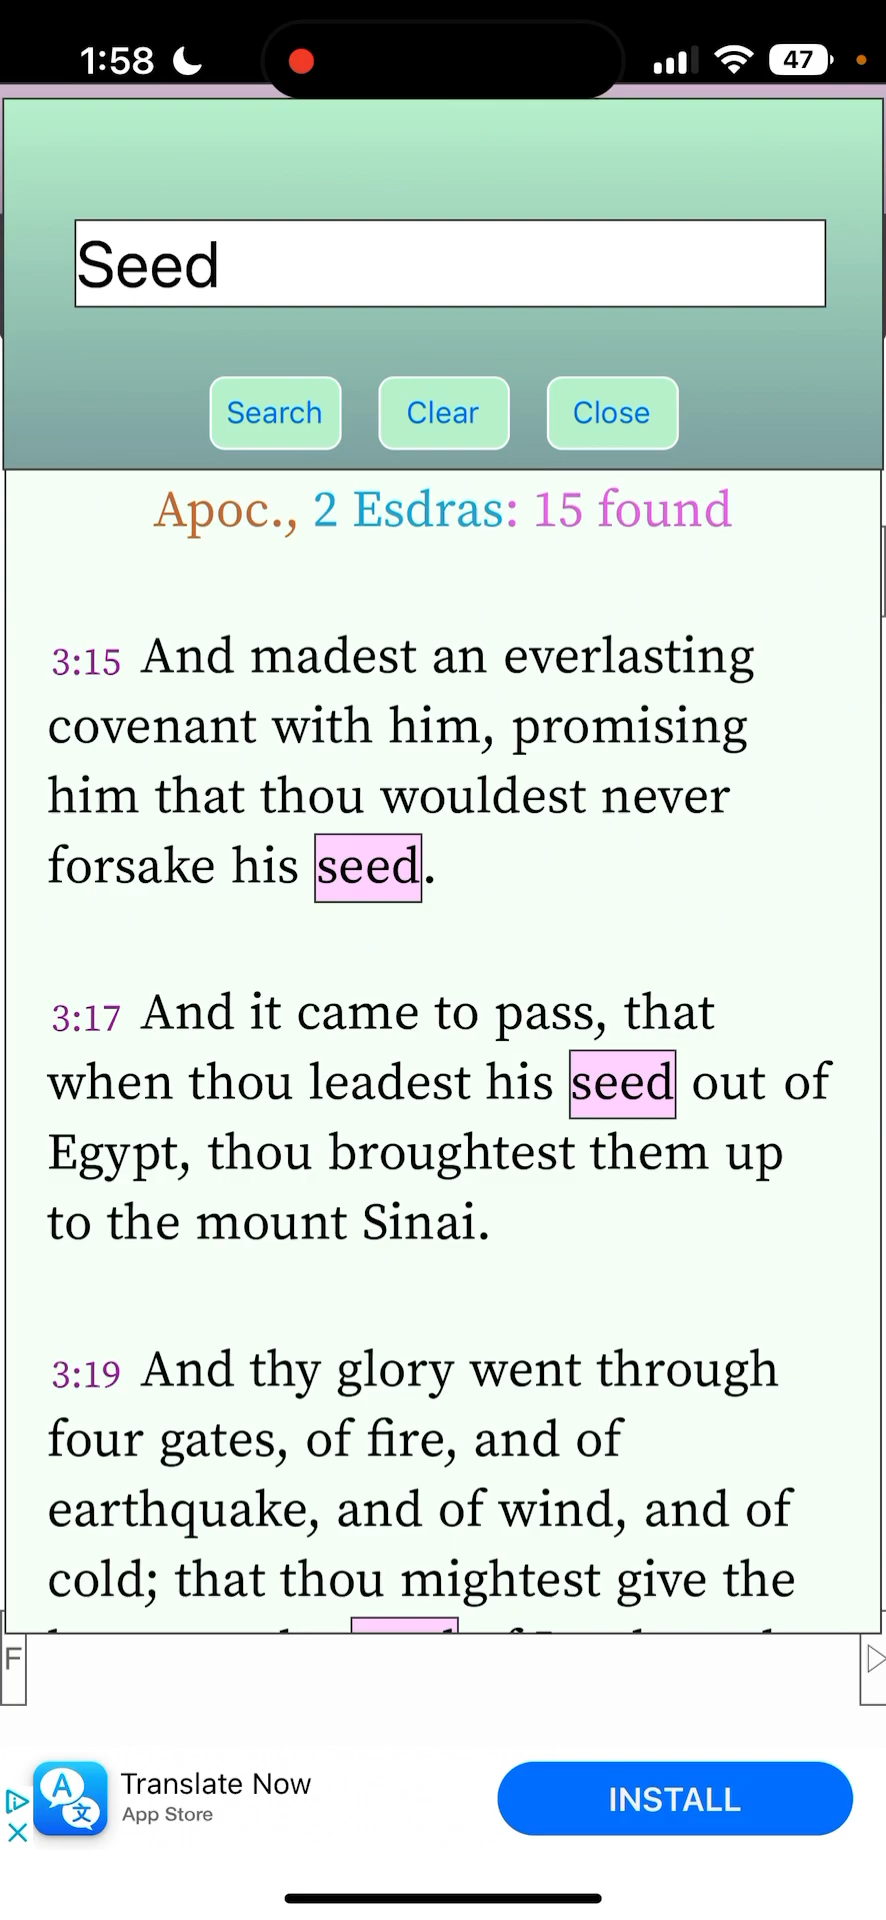 1:58
47
Seed
Search Clear Close
Apoc., 2 Esdras: 15 found
3:15 And madest an everlasting
covenant with him, promising
him that thou wouldest never
forsake his seed.
3:17 And it came to pass, that
when thou leadest his seed out of
Egypt, thou broughtest them up
to the mount Sinai.
3:19 And thy glory went through
four gates, of fire, and of
earthquake, and of wind, and of
cold; that thou mightest give the
F
Translate Now
App Store
INSTALL